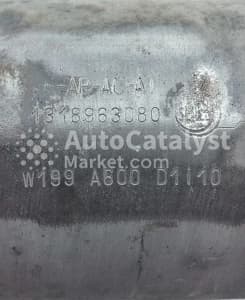 AP-AC-A1
1318963080
AutoCatalyst
Market.com
W199 A600 D1110